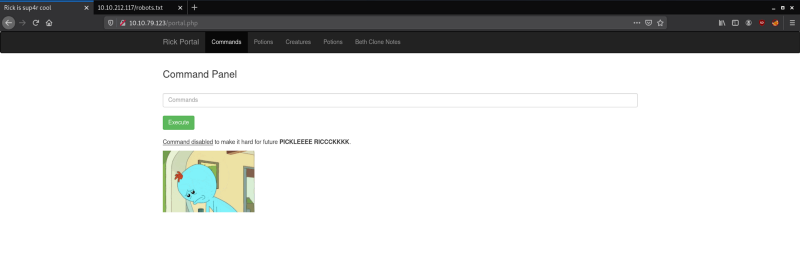 Rick is sup4r cool
10.10.212.117/robots.txt
10.10.79.123/portal.php
Rick Portal Commands Potions Creatures Potions Beth Clone Notes
Command Panel
Commands
Execute
Command disabled to make it hard for future PICKLEEEE RICCCKKKK.